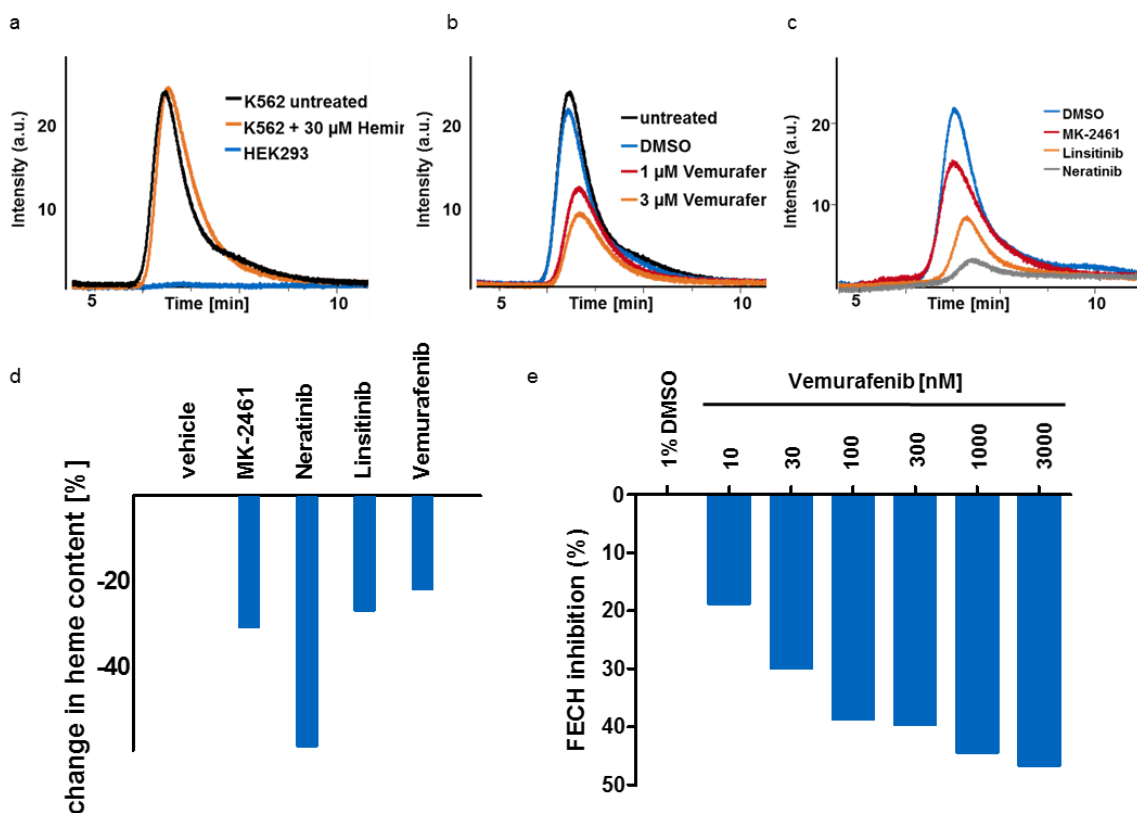 a
Intensity (a.u.)
20
10
K562 untreated
K562 + 30 µM Hemir
HEK293
5
Time [min]
10
b
Intensity (a.u.)
20
10
untreated
DMSO
1 µM Vemurafer
3 µM Vemurafer
5
Time [min]
10
c
Intensity (a.u.)
20
10
DMSO
MK-2461
Linsitinib
Neratinib
5
Time [min]
10
d
change in heme content [%]
-20
-40
vehicle
MK-2461
Neratinib
Linsitinib
Vemurafenib
e
Vemurafenib [nM]
1% DMSO
10
30
100
300
1000
3000
FECH inhibition (%)
0
10
20
30
40
50